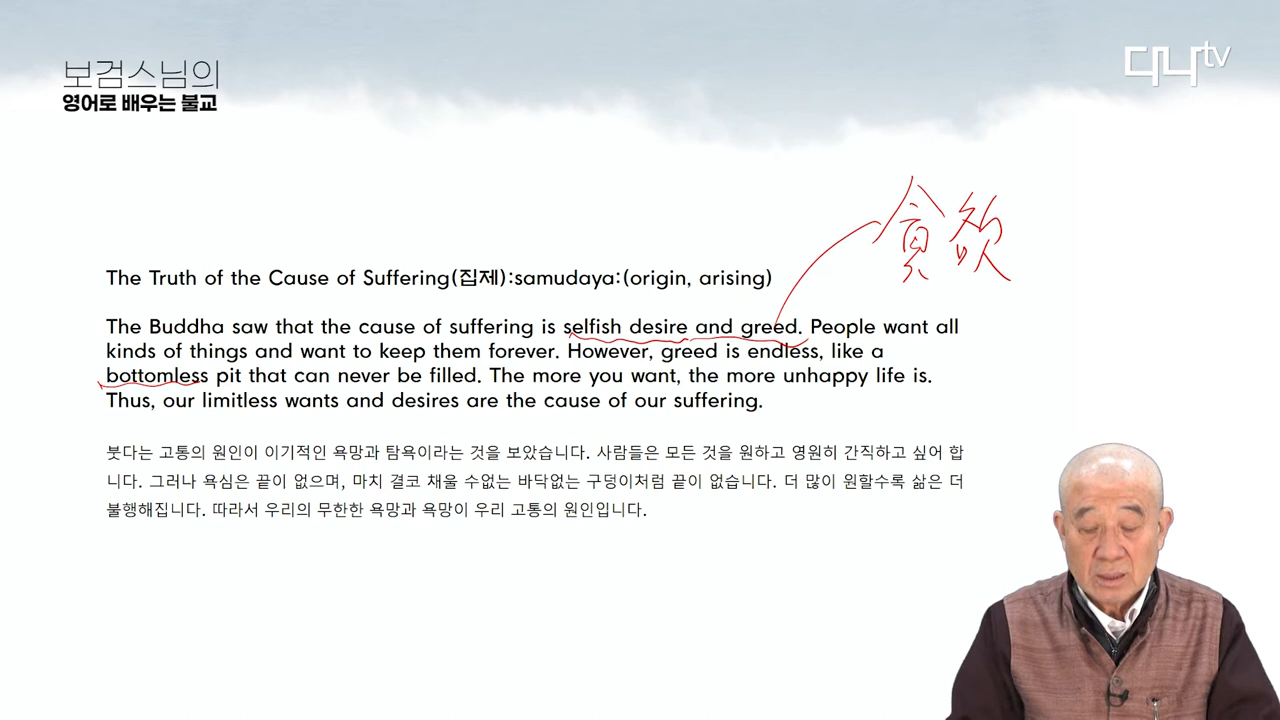 보검스님의
영어로 배우는 불교
다나tv
貪欲
The Truth of the Cause of Suffering(집제):samudaya:(origin, arising)
The Buddha saw that the cause of suffering is selfish desire and greed. People want all
kinds of things and want to keep them forever. However, greed is endless, like a
bottomless pit that can never be filled. The more you want, the more unhappy life is.
Thus, our limitless wants and desires are the cause of our suffering.
붓다는 고통의 원인이 이기적인 욕망과 탐욕이라는 것을 보았습니다. 사람들은 모든 것을 원하고 영원히 간직하고 싶어 합
니다. 그러나 욕심은 끝이 없으며, 마치 결코 채울 수없는 바닥없는 구덩이처럼 끝이 없습니다. 더 많이 원할수록 삶은 더
불행해집니다. 따라서 우리의 무한한 욕망과 욕망이 우리 고통의 원인입니다.